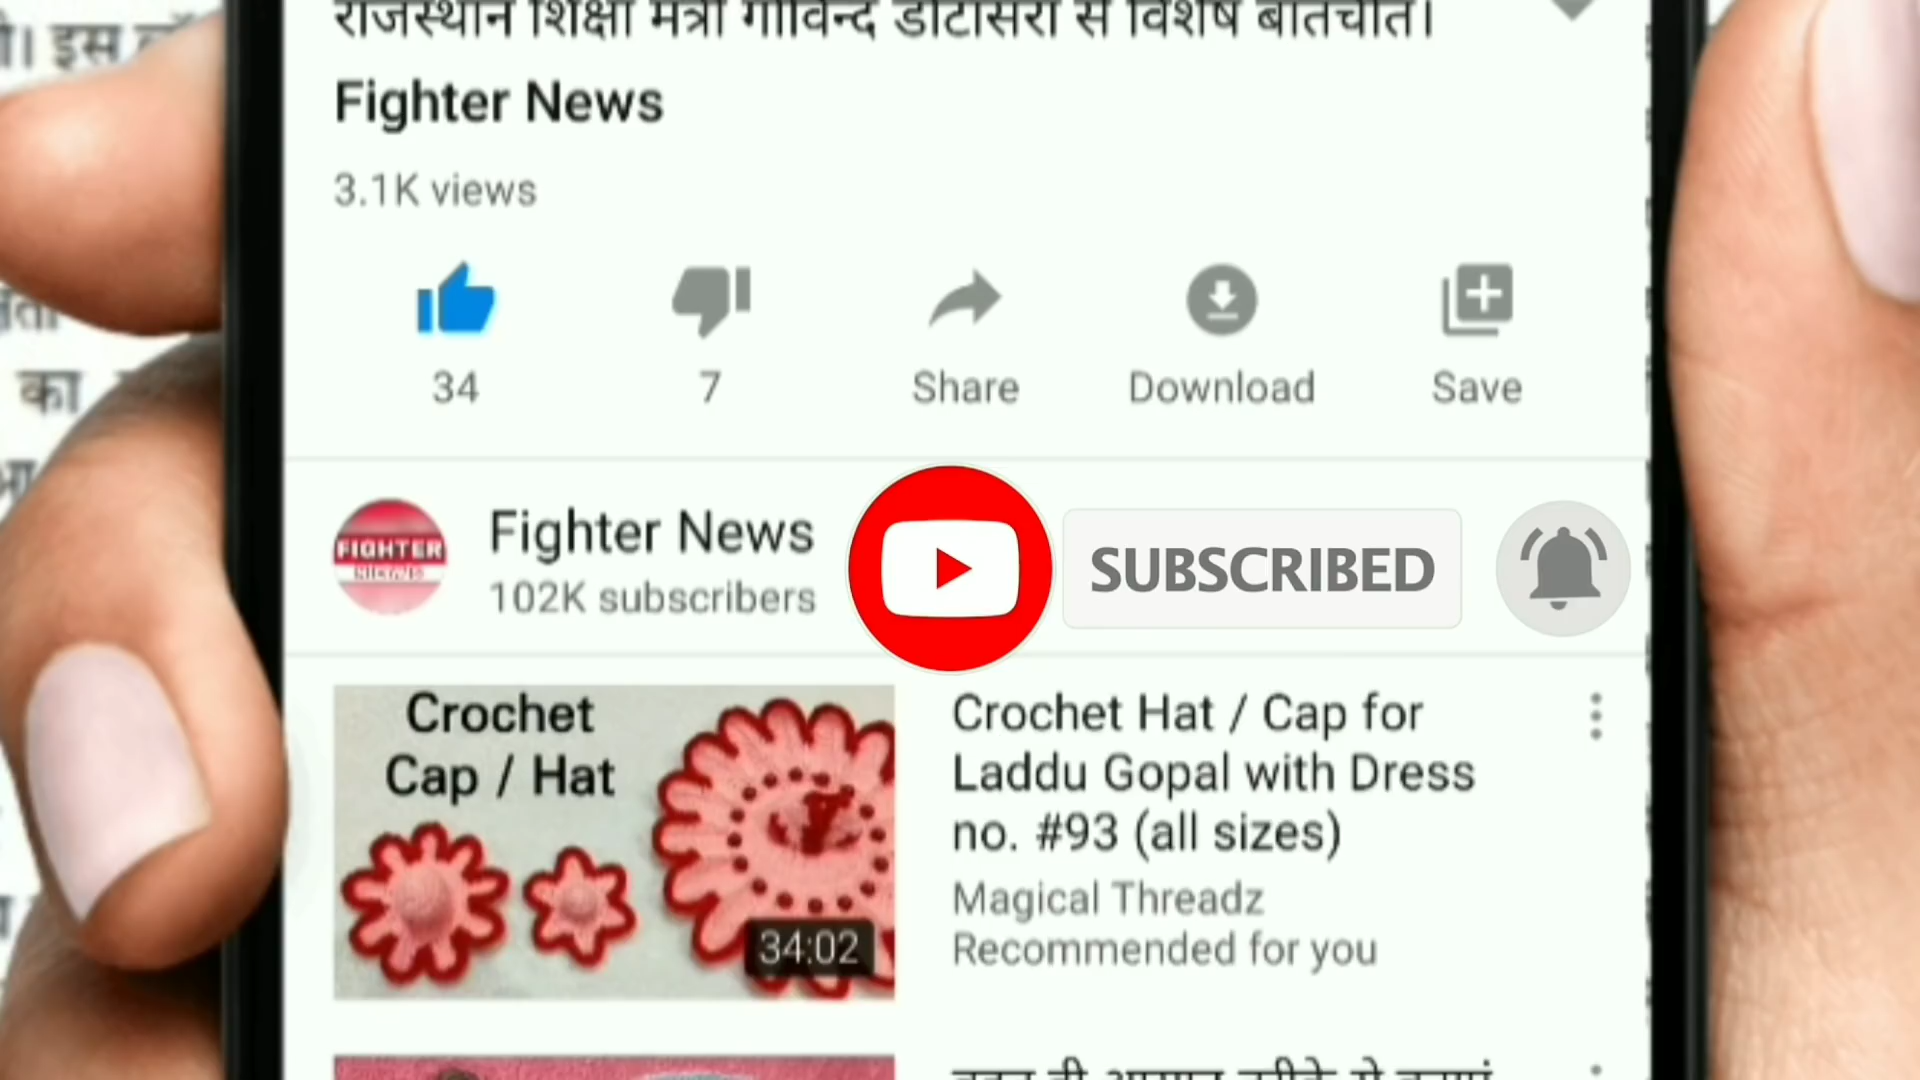 राजस्थान शिक्षा मंत्री गोविन्द डोटासरा से विशेष बातचीत।
Fighter News
3.1K views
34
7
Share
Download
Save
FIGHTER
Fighter News
102K subscribers
SUBSCRIBED
Crochet
Cap / Hat
34:02
Crochet Hat / Cap for
Laddu Gopal with Dress
no. #93 (all sizes)
Magical Threadz
Recommended for you
इस
का